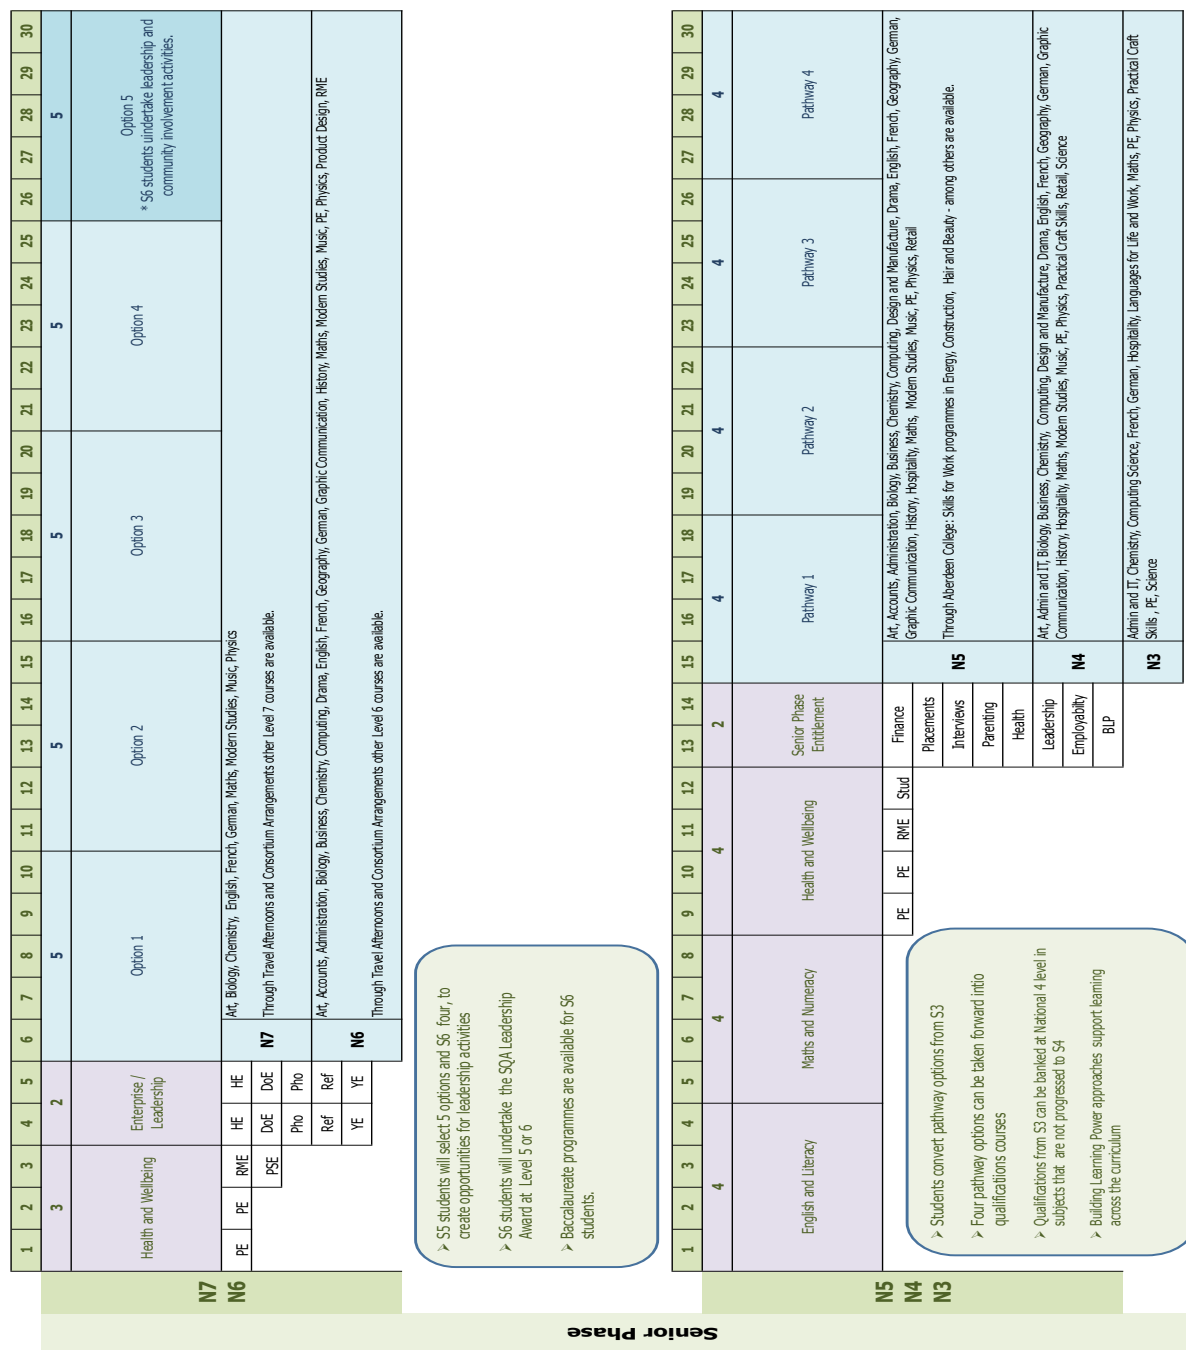 Senior Phase
N7
N6
1 2 3 4 5 6 7 8 9 10 11 12 13 14 15 16 17 18 19 20 21 22 23 24 25 26 27 28 29 30
3 2 5 5 5 5 5
Health and Wellbeing
Enterprise /
Leadership
Option 1
Option 2
Option 3
Option 4
Option 5
* S6 students uindertake leadership and
community involvement activities.
PE PE RME HE HE
PSE DoE DoE
Pho Pho
Ref Ref
YE YE
N7
Art, Biology, Chemistry, English, French, German, Maths, Modern Studies, Music, Physics
Through Travel Afternoons and Consortium Arrangements other Level 7 courses are available.
N6
Art, Accounts, Administration, Biology, Business, Chemistry, Computing, Drama, English, French, Geography, German, Graphic Communication, History, Maths, Modern Studies, Music, PE, Physics, Product Design, RME
Through Travel Afternoons and Consortium Arrangements other Level 6 courses are available.
➢ S5 students will select 5 options and S6 four, to
create opportunities for leadership activities
➢ S6 students will undertake the SQA Leadership
Award at Level 5 or 6
➢ Baccalaureate programmes are available for S6
students.
N5
N4
N3
1 2 3 4 5 6 7 8 9 10 11 12 13 14 15 16 17 18 19 20 21 22 23 24 25 26 27 28 29 30
4 4 4 2 4 4 4 4
English and Literacy
Maths and Numeracy
Health and Wellbeing
Senior Phase
Entitlement
Pathway 1
Pathway 2
Pathway 3
Pathway 4
PE PE RME Stud
Finance
Placements
Interviews
Parenting
Health
Leadership
Employabilty
BLP
N5
Art, Accounts, Administration, Biology, Business, Chemistry, Computing, Design and Manufacture, Drama, English, French, Geography, German,
Graphic Communication, History, Hospitality, Maths, Modern Studies, Music, PE, Physics, Retail
Through Aberdeen College: Skills for Work programmes in Energy, Construction, Hair and Beauty - among others are available.
N4
Art, Admin and IT, Biology, Business, Chemistry, Computing, Design and Manufacture, Drama, English, French, Geography, German, Graphic
Communication, History, Hospitality, Maths, Modern Studies, Music, PE, Physics, Practical Craft Skills, Retail, Science
N3
Admin and IT, Chemistry, Computing Science, French, German, Hospitality, Languages for Life and Work, Maths, PE, Physics, Practical Craft
Skills , PE, Science
➢ Students convert pathway options from S3
➢ Four pathway options can be taken forward intio
qualifications courses
➢ Qualifications from S3 can be banked at National 4 level in
subjects that are not progressed to S4
➢ Building Learning Power approaches support learning
across the curriculum